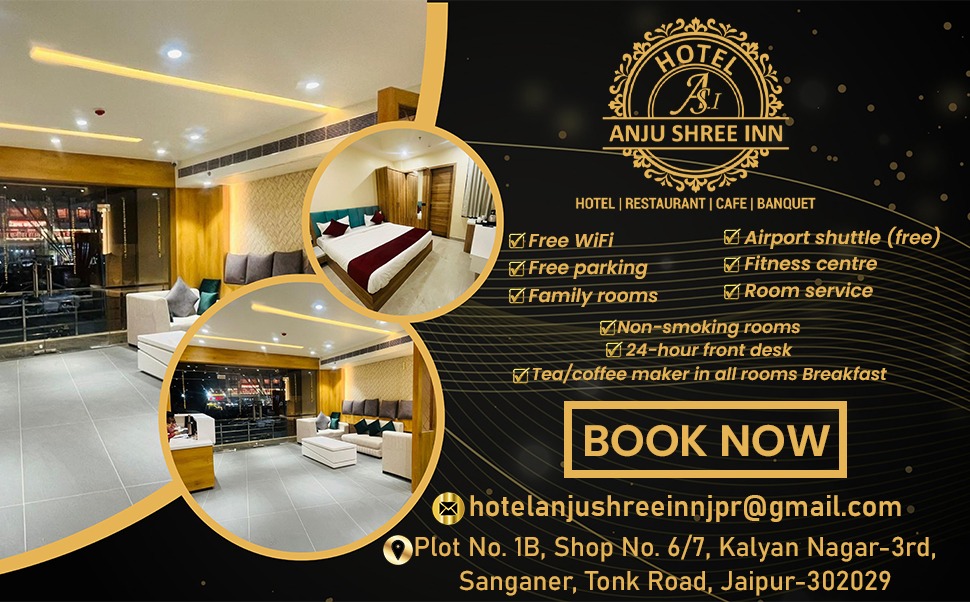 HOTEL
ASI
ANJU SHREE INN
HOTEL | RESTAURANT | CAFE | BANQUET
Free WiFi
Airport shuttle (free)
Free parking
Fitness centre
Family rooms
Room service
Non-smoking rooms
24-hour front desk
Tea/coffee maker in all rooms Breakfast
BOOK NOW
hotelanjushreeinnjpr@gmail.com
Plot No. 1B, Shop No. 6/7, Kalyan Nagar-3rd,
Sanganer, Tonk Road, Jaipur-302029